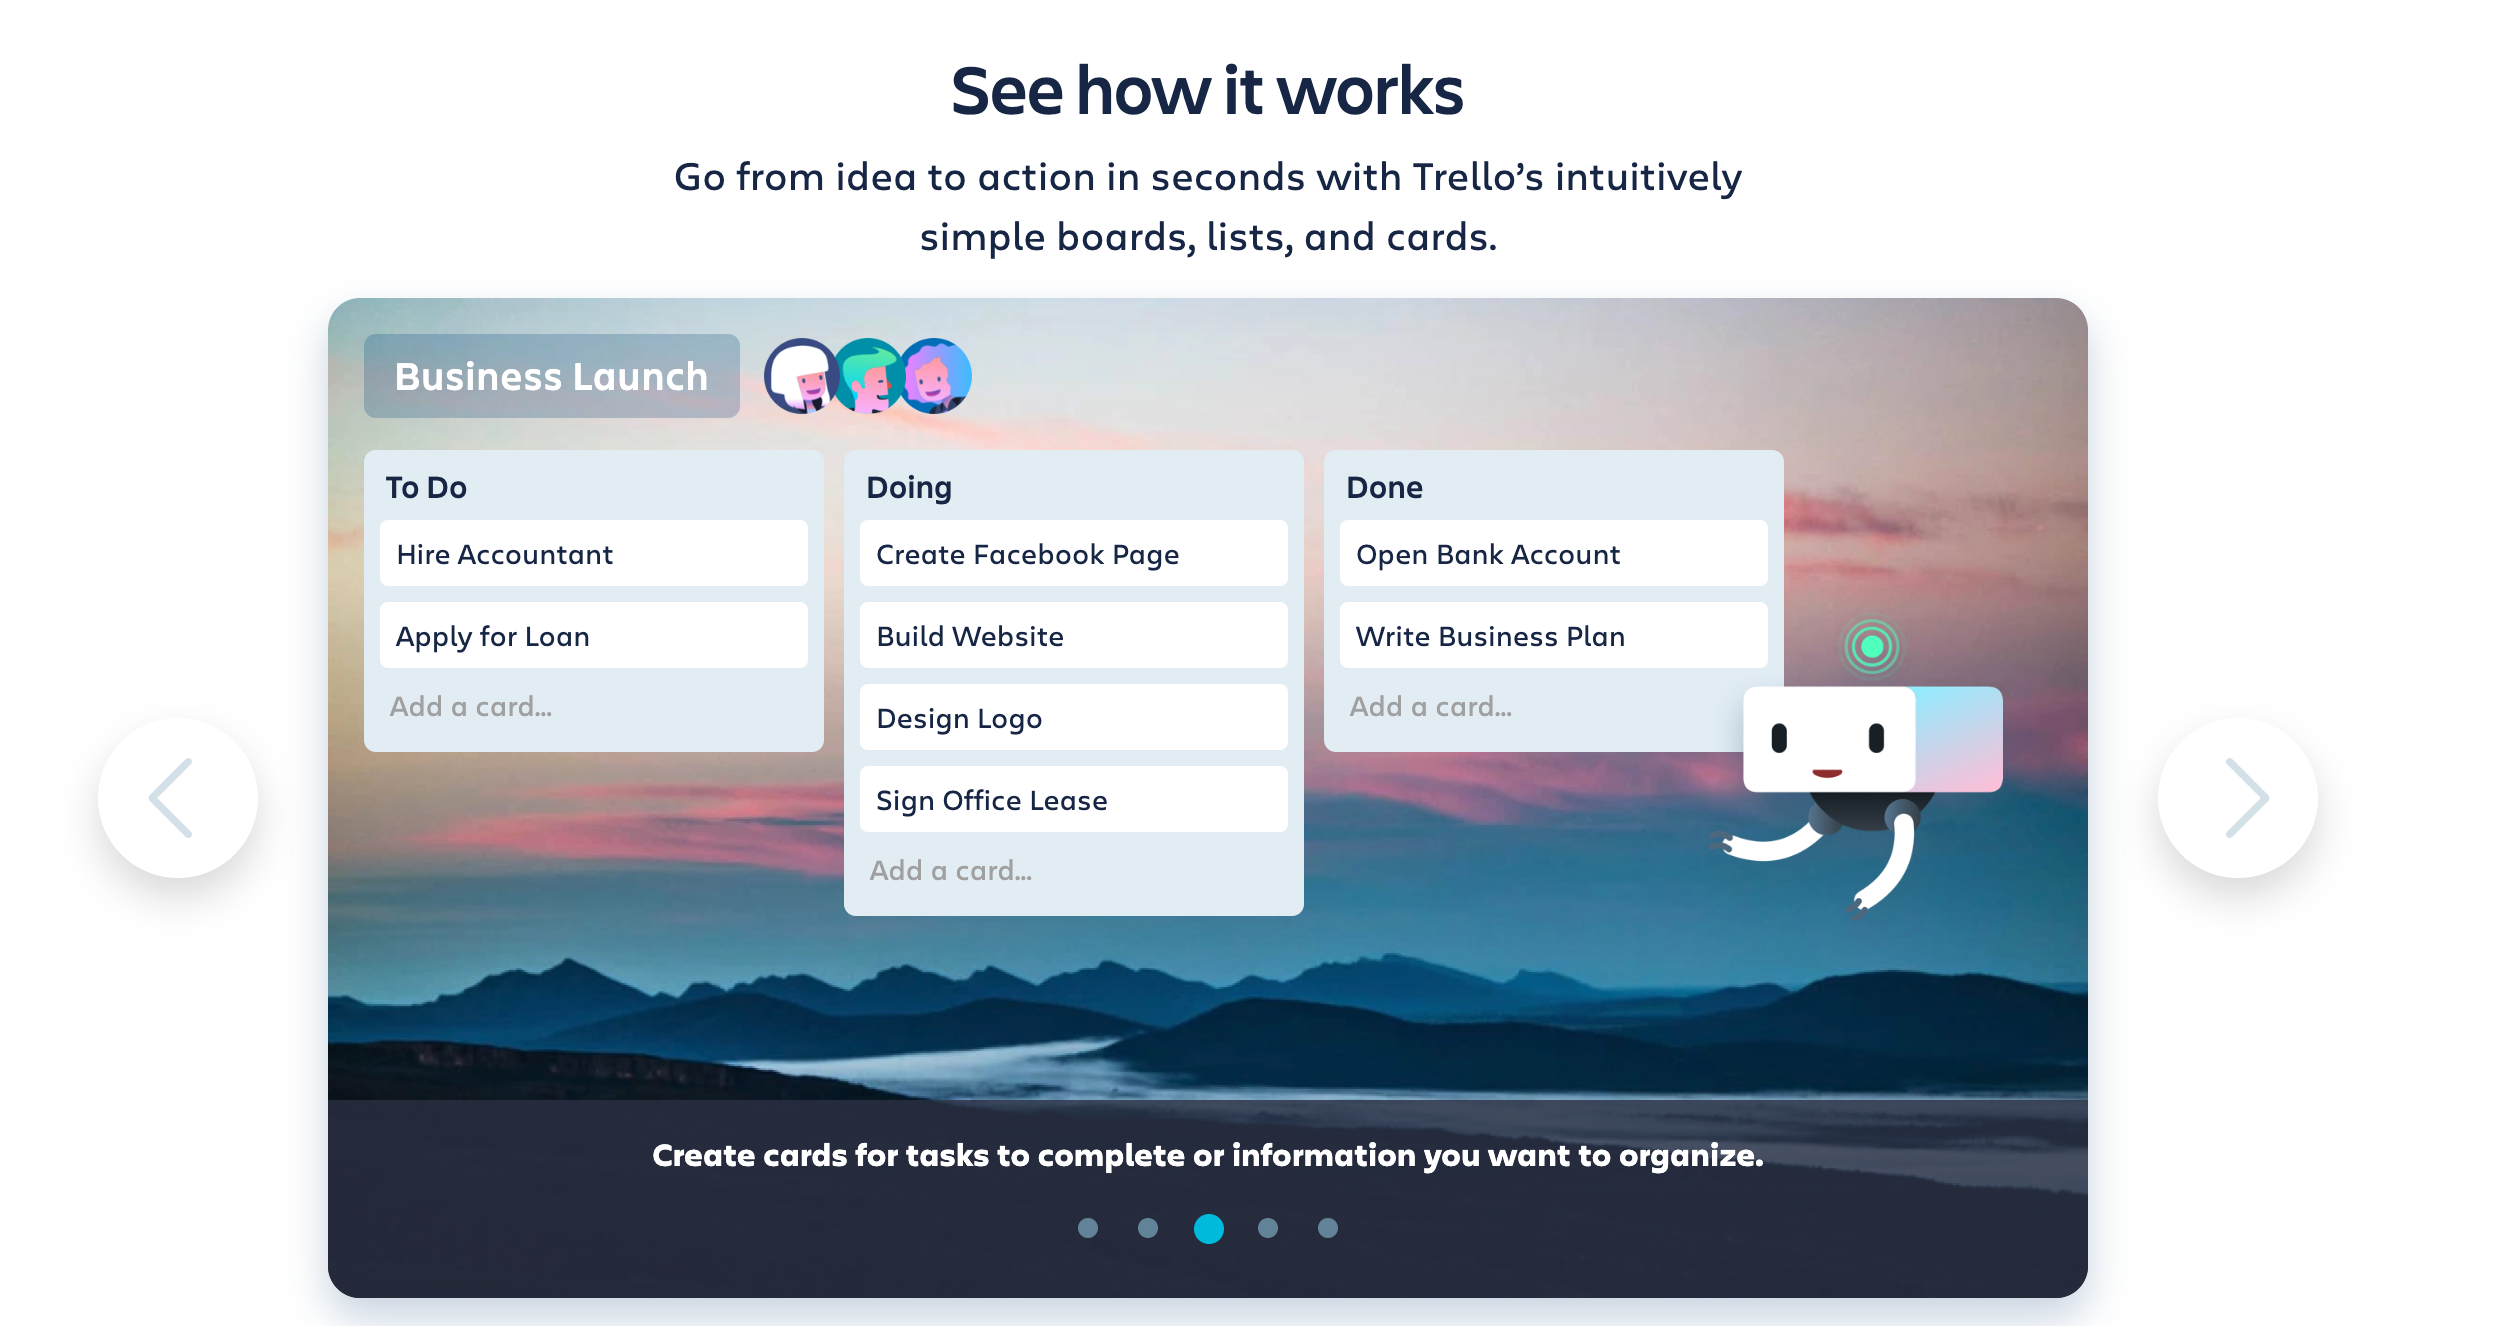 See how it works
Go from idea to action in seconds with Trello’s intuitively
simple boards, lists, and cards.
Business Launch
To Do
Hire Accountant
Apply for Loan
Add a card...
Doing
Create Facebook Page
Build Website
Design Logo
Sign Office Lease
Add a card...
Done
Open Bank Account
Write Business Plan
Add a card...
Create cards for tasks to complete or information you want to organize.